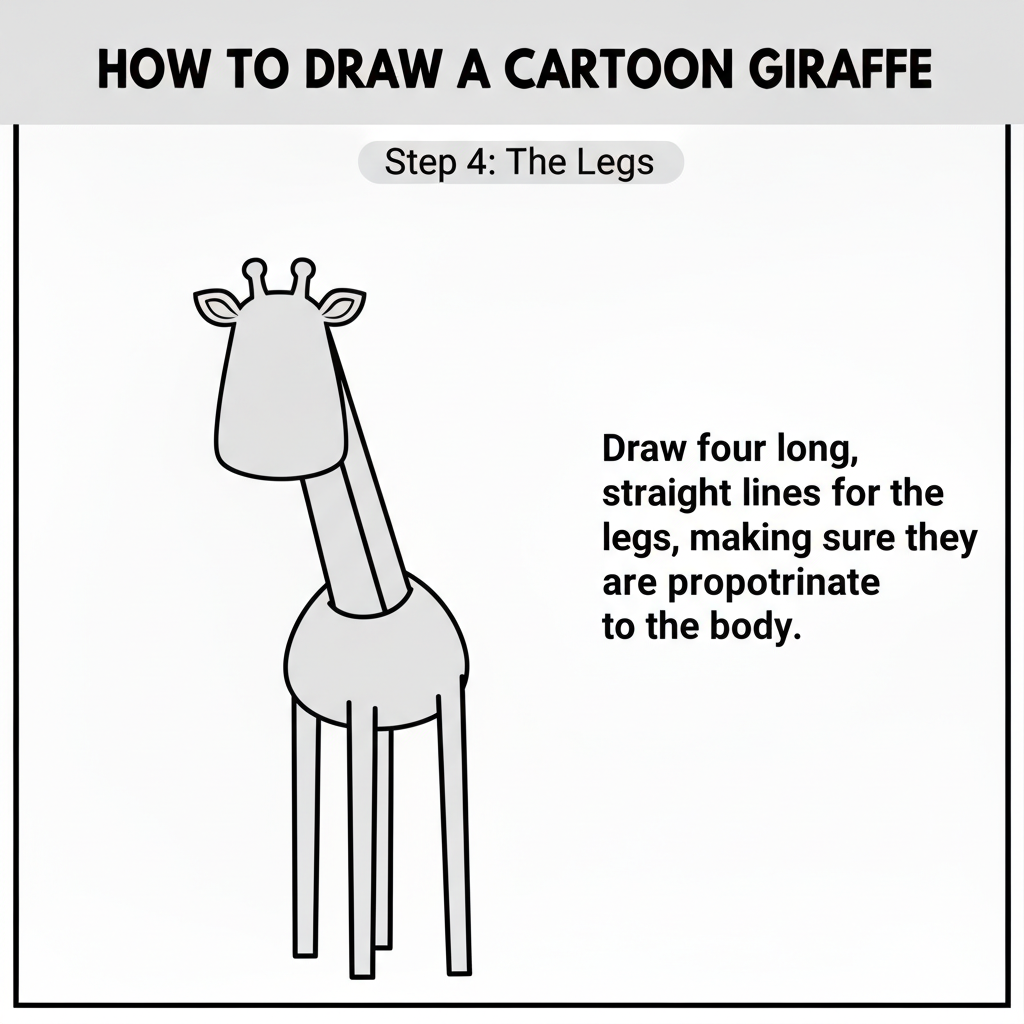 HOW TO DRAW A CARTOON GIRAFFE
Step 4: The Legs
Draw four long,
straight lines for the
legs, making sure they
are propotrinate
to the body.